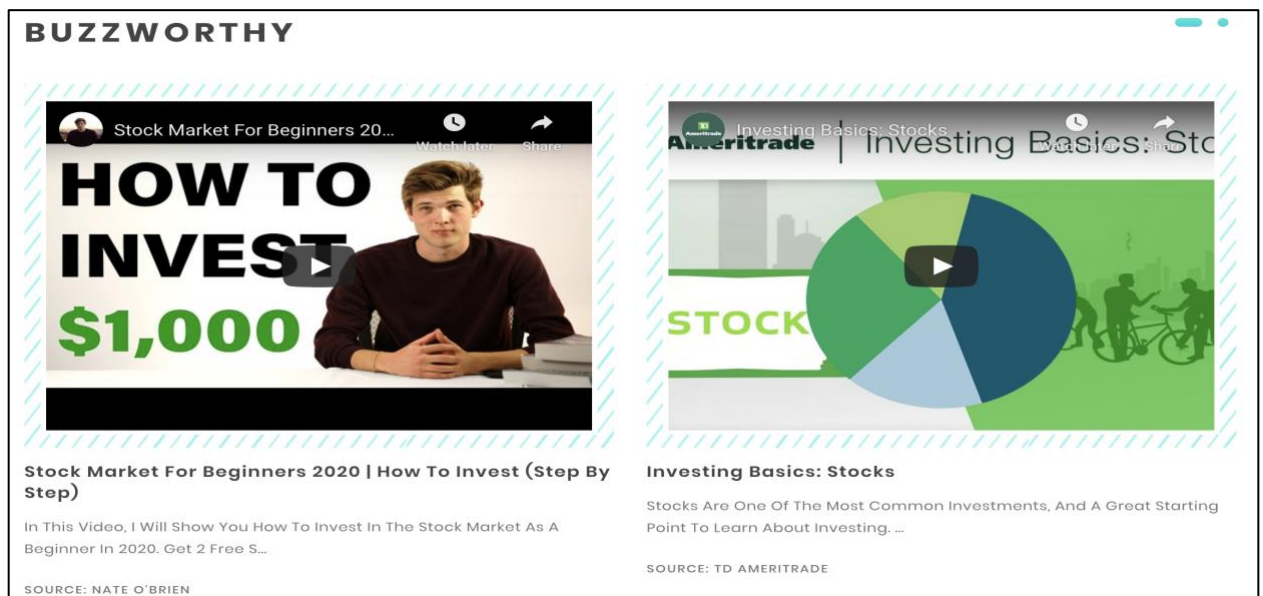 BUZZWORTHY
Stock Market For Beginners 20...
Watch later
Share
HOW TO
INVEST
$1,000
Investing Basics: Stocks
Watch later
Share
Ameritrade | Investing Basics: Stc
STOCK
Stock Market For Beginners 2020 | How To Invest (Step By
Step)
In This Video, I Will Show You How To Invest In The Stock Market As A
Beginner In 2020. Get 2 Free S...
SOURCE: NATE O'BRIEN
Investing Basics: Stocks
Stocks Are One Of The Most Common Investments, And A Great Starting
Point To Learn About Investing. ...
SOURCE: TD AMERITRADE